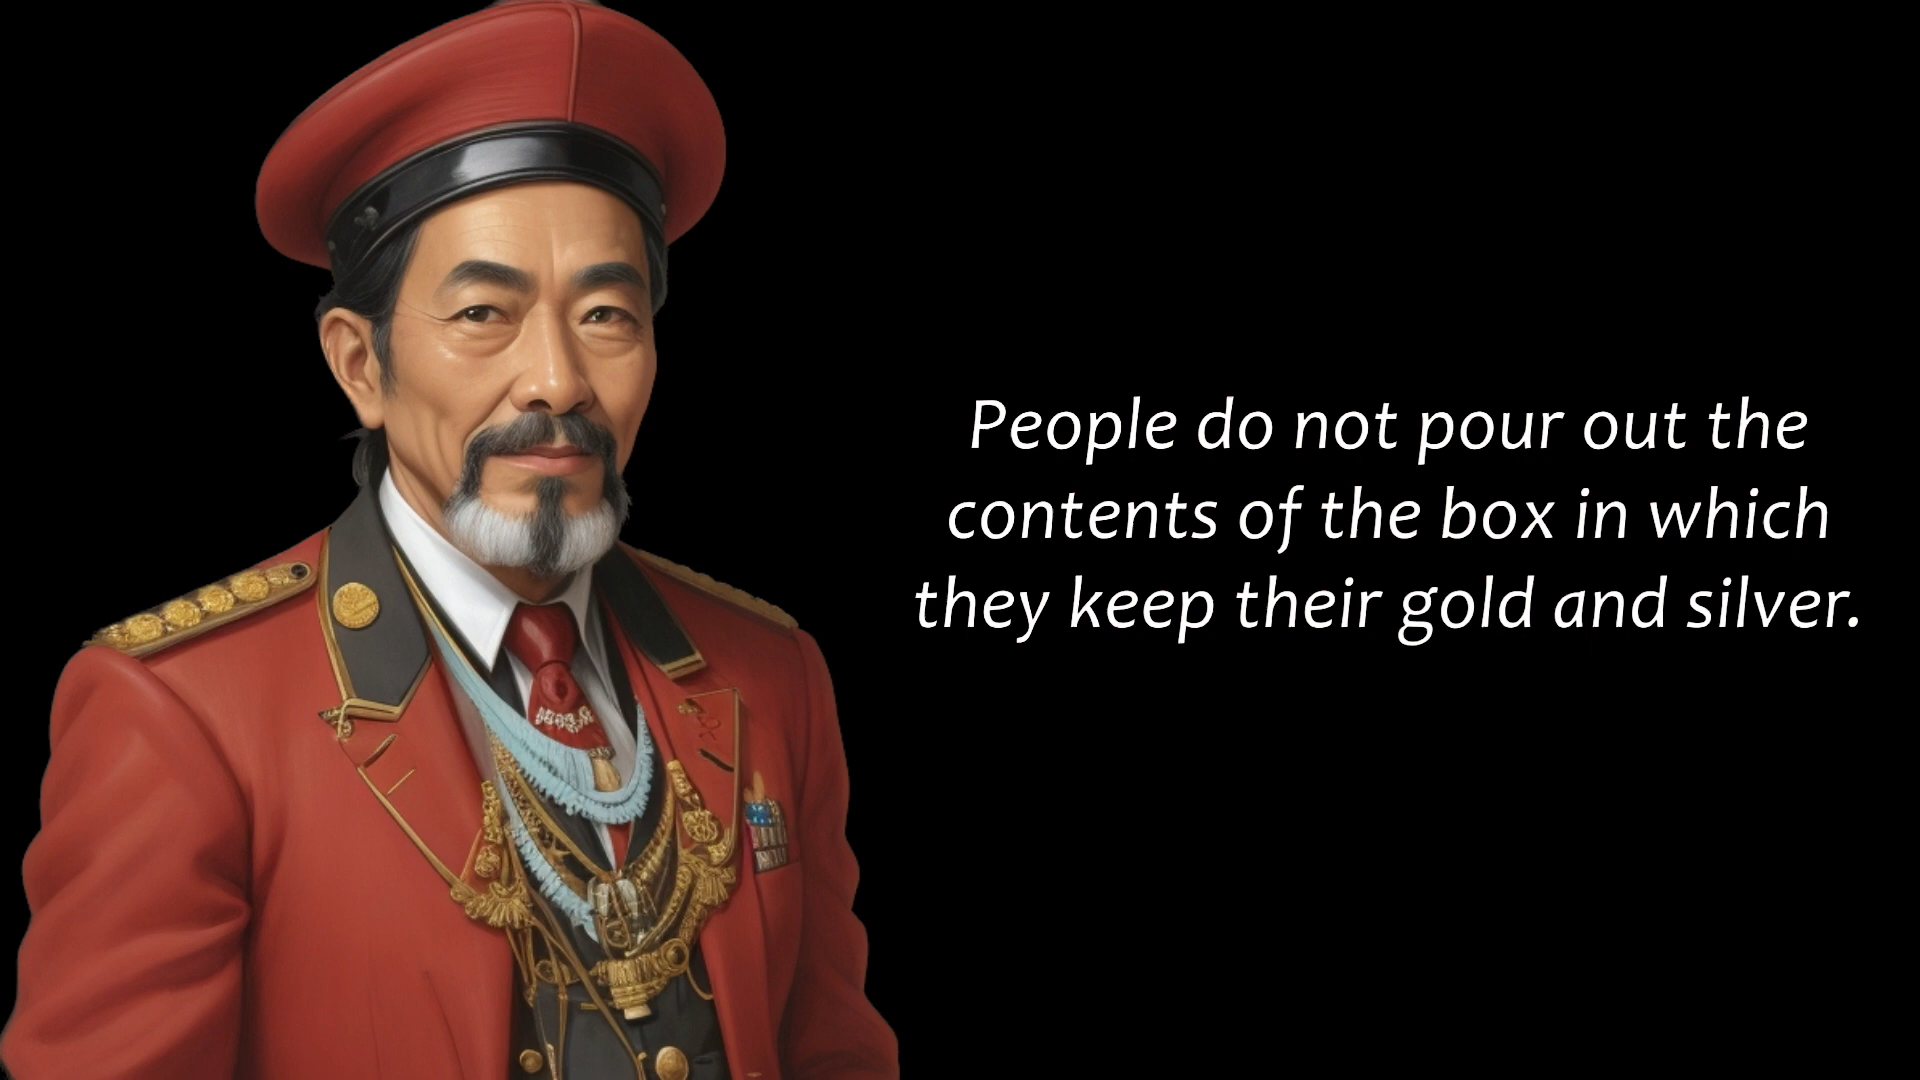 People do not pour out the
contents of the box in which
they keep their gold and silver.